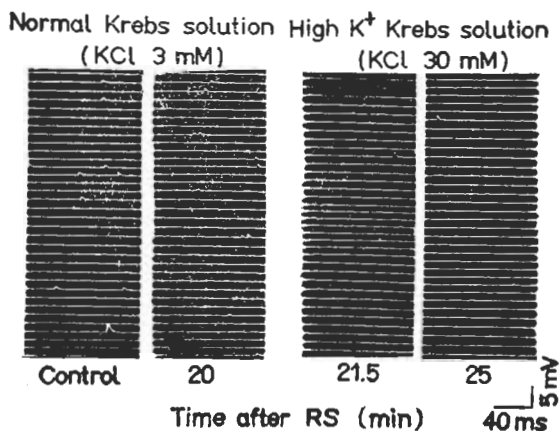 Normal Krebs solution High K⁺ Krebs solution
(KCl 3 mM) (KCl 30 mM)
Control 20 21.5 25
5 mV
Time after RS (min) 40 ms